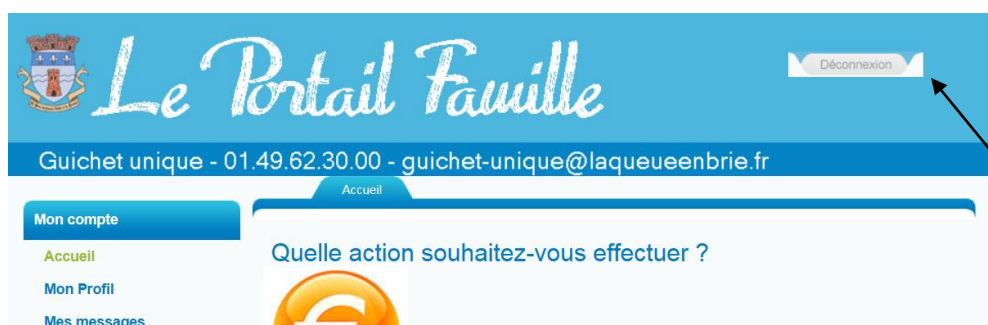 Le Portail Famille
Déconnexion
Guichet unique - 01.49.62.30.00 - guichet-unique@laqueueenbrie.fr
Accueil
Mon compte
Accueil
Mon Profil
Mes messages
Quelle action souhaitez-vous effectuer ?
€